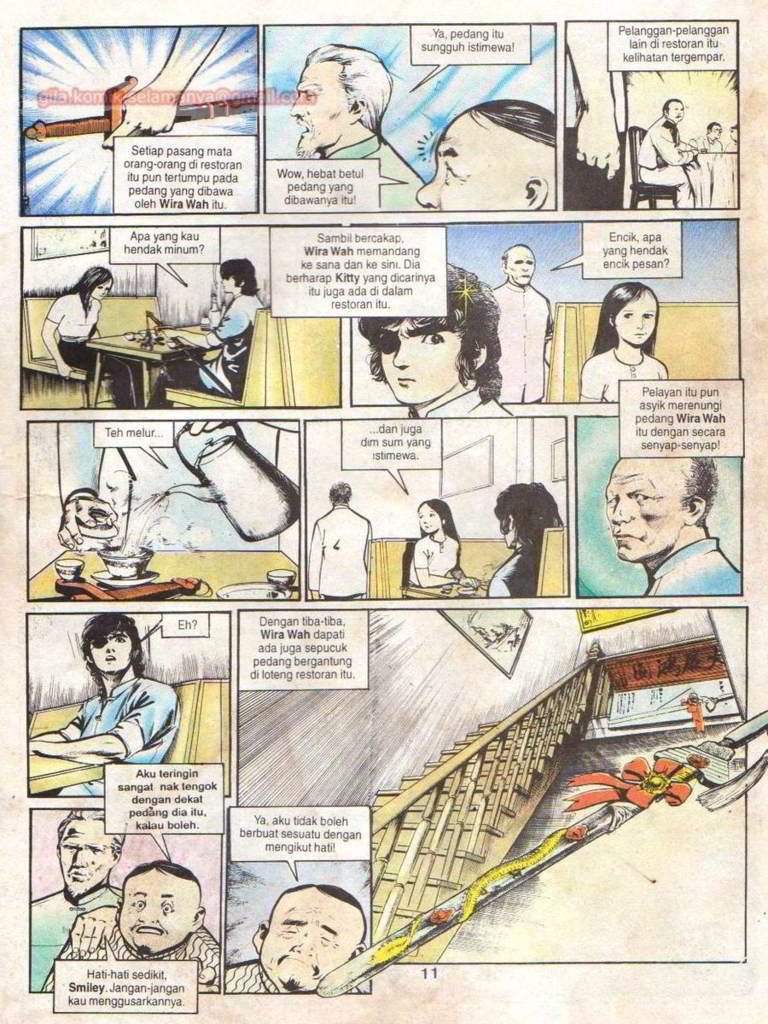 gila.komik.selamanya@gmail.com
Setiap pasang mata
orang-orang di restoran
itu pun tertumpu pada
pedang yang dibawa
oleh Wira Wah itu.
Ya, pedang itu
sungguh istimewa!
Wow, hebat betul
pedang yang
dibawanya itu!
Pelanggan-pelanggan
lain di restoran itu
kelihatan tergempar.
Apa yang kau
hendak minum?
Sambil bercakap,
Wira Wah memandang
ke sana dan ke sini. Dia
berharap Kitty yang dicarinya
itu juga ada di dalam
restoran itu.
Encik, apa
yang hendak
encik pesan?
Teh melur...
...dan juga
dim sum yang
istimewa.
Pelayan itu pun
asyik merenungi
pedang Wira Wah
itu dengan secara
senyap-senyap!
Eh?
Dengan tiba-tiba,
Wira Wah dapati
ada juga sepucuk
pedang bergantung
di loteng restoran itu.
Aku teringin
sangat nak tengok
dengan dekat
pedang dia itu,
kalau boleh.
Hati-hati sedikit,
Smiley. Jangan-jangan
kau menggusarkannya.
Ya, aku tidak boleh
berbuat sesuatu dengan
mengikut hati!
11